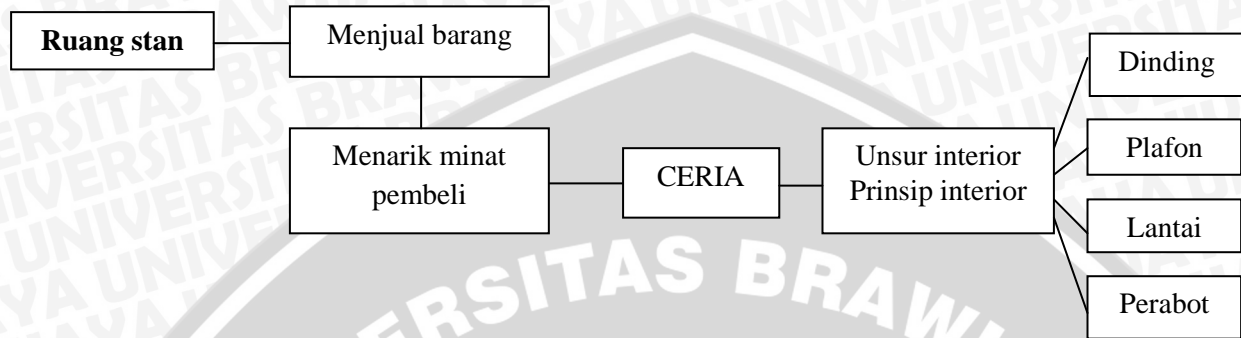 Ruang stan
Menjual barang
Menarik minat
pembeli
CERIA
Unsur interior
Prinsip interior
Dinding
Plafon
Lantai
Perabot